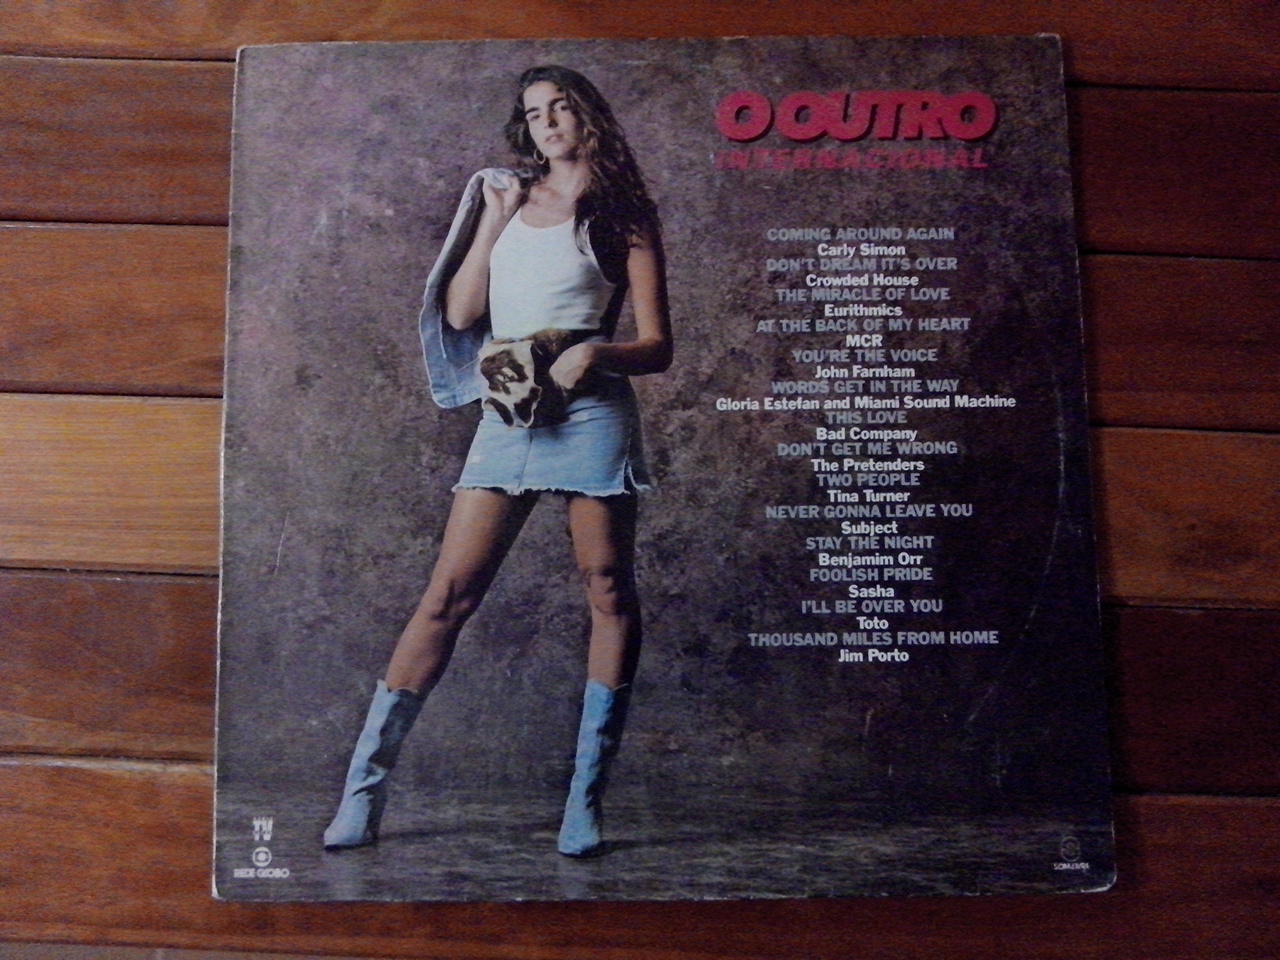 O OUTRO
INTERNACIONAL
COMING AROUND AGAIN
Carly Simon
DON'T DREAM IT'S OVER
Crowded House
THE MIRACLE OF LOVE
Eurithmics
AT THE BACK OF MY HEART
MCR
YOU'RE THE VOICE
John Farnham
WORDS GET IN THE WAY
Gloria Estefan and Miami Sound Machine
THIS LOVE
Bad Company
DON'T GET ME WRONG
The Pretenders
TWO PEOPLE
Tina Turner
NEVER GONNA LEAVE YOU
Subject
STAY THE NIGHT
Benjamim Orr
FOOLISH PRIDE
Sasha
I'LL BE OVER YOU
Toto
THOUSAND MILES FROM HOME
Jim Porto
TV
REDE GLOBO
SOM LIVRE